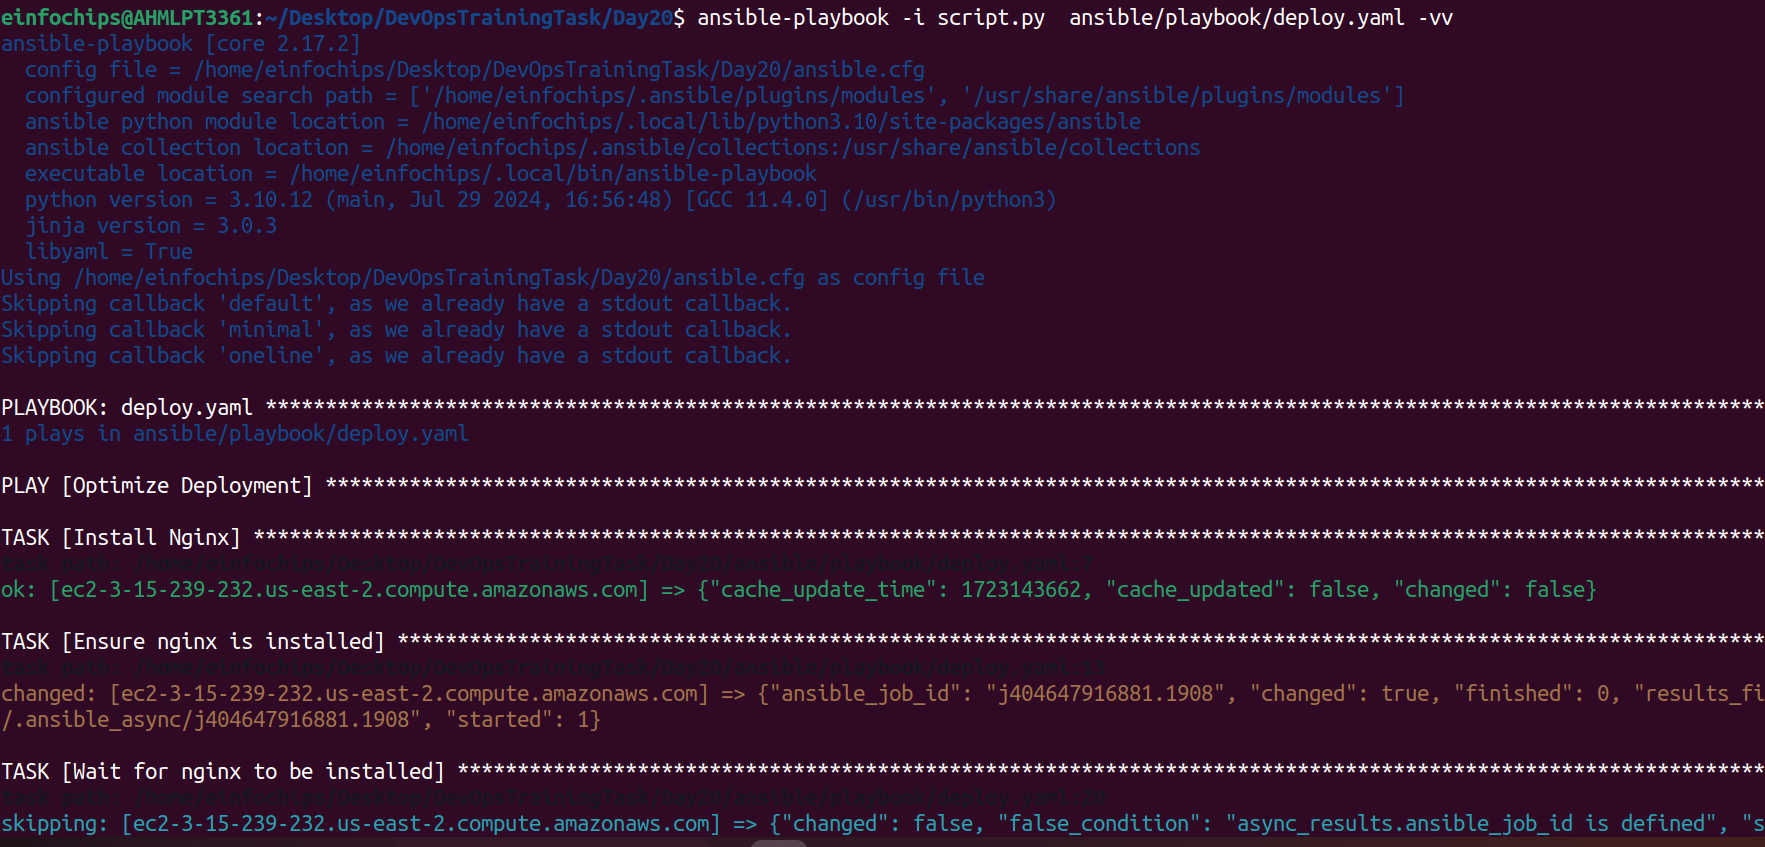 einfochips@AHMLPT3361:~/Desktop/DevOpsTrainingTask/Day20$ ansible-playbook -i script.py  ansible/playbook/deploy.yaml -vv
ansible-playbook [core 2.17.2]
  config file = /home/einfochips/Desktop/DevOpsTrainingTask/Day20/ansible.cfg
  configured module search path = ['/home/einfochips/.ansible/plugins/modules', '/usr/share/ansible/plugins/modules']
  ansible python module location = /home/einfochips/.local/lib/python3.10/site-packages/ansible
  ansible collection location = /home/einfochips/.ansible/collections:/usr/share/ansible/collections
  executable location = /home/einfochips/.local/bin/ansible-playbook
  python version = 3.10.12 (main, Jul 29 2024, 16:56:48) [GCC 11.4.0] (/usr/bin/python3)
  jinja version = 3.0.3
  libyaml = True
Using /home/einfochips/Desktop/DevOpsTrainingTask/Day20/ansible.cfg as config file
Skipping callback 'default', as we already have a stdout callback.
Skipping callback 'minimal', as we already have a stdout callback.
Skipping callback 'oneline', as we already have a stdout callback.
PLAYBOOK: deploy.yaml *****************************************************************************************************************************
1 plays in ansible/playbook/deploy.yaml
PLAY [Optimize Deployment] ************************************************************************************************************************
TASK [Install Nginx] ******************************************************************************************************************************
task path: /home/einfochips/Desktop/DevOpsTrainingTask/Day20/ansible/playbook/deploy.yaml:7
ok: [ec2-3-15-239-232.us-east-2.compute.amazonaws.com] => {"cache_update_time": 1723143662, "cache_updated": false, "changed": false}
TASK [Ensure nginx is installed] ******************************************************************************************************************
task path: /home/einfochips/Desktop/DevOpsTrainingTask/Day20/ansible/playbook/deploy.yaml:13
changed: [ec2-3-15-239-232.us-east-2.compute.amazonaws.com] => {"ansible_job_id": "j404647916881.1908", "changed": true, "finished": 0, "results_fi
/.ansible_async/j404647916881.1908", "started": 1}
TASK [Wait for nginx to be installed] *************************************************************************************************************
task path: /home/einfochips/Desktop/DevOpsTrainingTask/Day20/ansible/playbook/deploy.yaml:20
skipping: [ec2-3-15-239-232.us-east-2.compute.amazonaws.com] => {"changed": false, "false_condition": "async_results.ansible_job_id is defined", "s